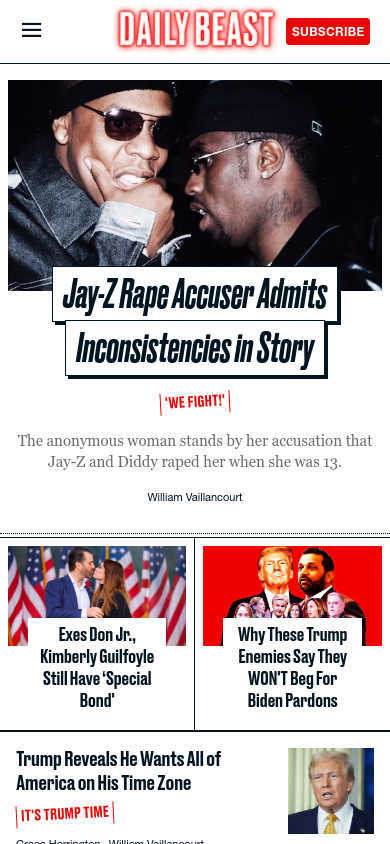 DAILY BEAST
SUBSCRIBE
Jay-Z Rape Accuser Admits
Inconsistencies in Story
'WE FIGHT!'
The anonymous woman stands by her accusation that
Jay-Z and Diddy raped her when she was 13.
William Vaillancourt
Exes Don Jr.,
Kimberly Guilfoyle
Still Have ‘Special
Bond'
Why These Trump
Enemies Say They
WON'T Beg For
Biden Pardons
Trump Reveals He Wants All of
America on His Time Zone
IT'S TRUMP TIME
Grace Harrington, William Vaillancourt